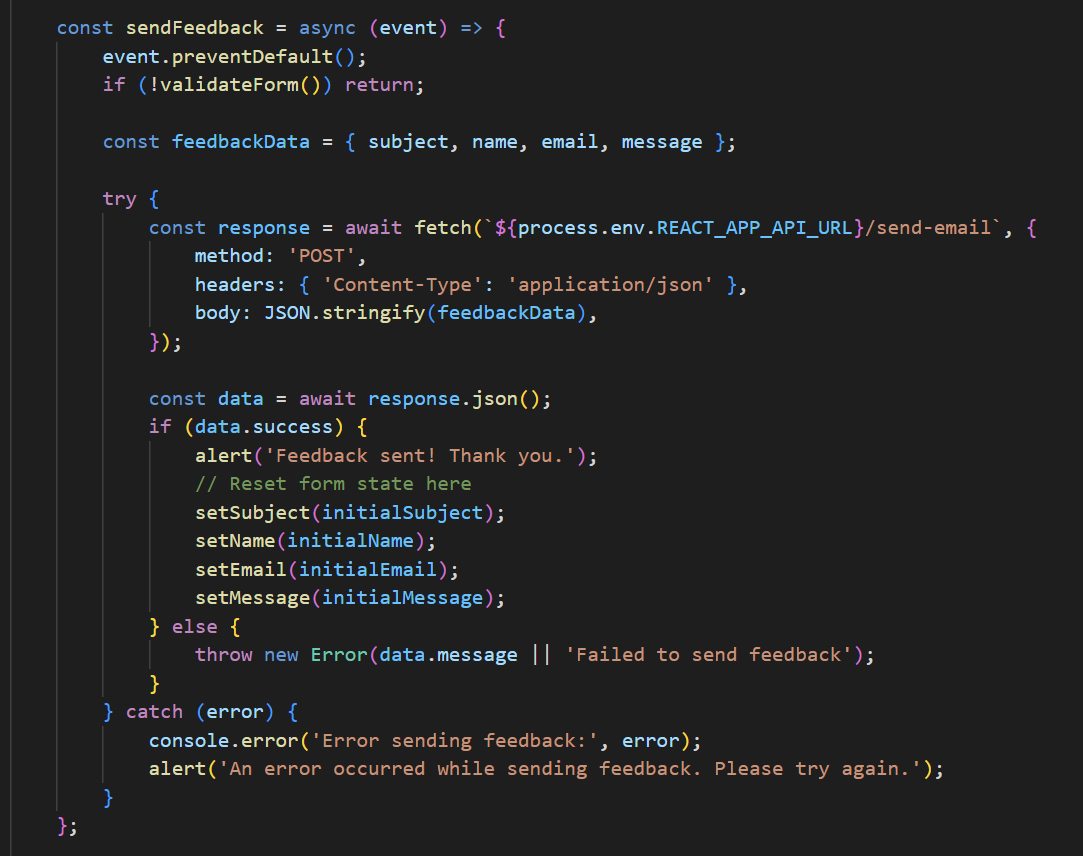 const sendFeedback = async (event) => {
    event.preventDefault();
    if (!validateForm()) return;

    const feedbackData = { subject, name, email, message };

    try {
        const response = await fetch(`${process.env.REACT_APP_API_URL}/send-email`, {
            method: 'POST',
            headers: { 'Content-Type': 'application/json' },
            body: JSON.stringify(feedbackData),
        });

        const data = await response.json();
        if (data.success) {
            alert('Feedback sent! Thank you.');
            // Reset form state here
            setSubject(initialSubject);
            setName(initialName);
            setEmail(initialEmail);
            setMessage(initialMessage);
        } else {
            throw new Error(data.message || 'Failed to send feedback');
        }
    } catch (error) {
        console.error('Error sending feedback:', error);
        alert('An error occurred while sending feedback. Please try again.');
    }
};